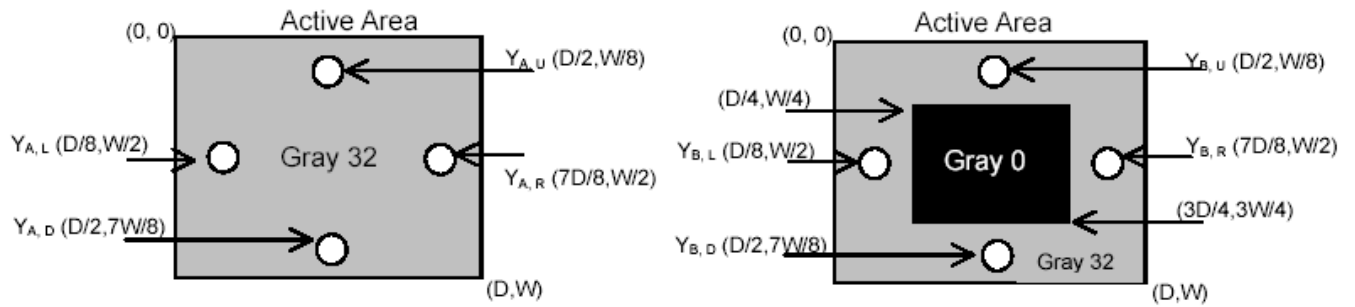 Active Area
(0, 0)
Y_A, U (D/2,W/8)
Y_A, L (D/8,W/2)
Gray 32
Y_A, R (7D/8,W/2)
Y_A, D (D/2,7W/8)
(D,W)
Active Area
(0, 0)
Y_B, U (D/2,W/8)
(D/4,W/4)
Y_B, L (D/8,W/2)
Gray 0
Y_B, R (7D/8,W/2)
(3D/4,3W/4)
Y_B, D (D/2,7W/8)
Gray 32
(D,W)